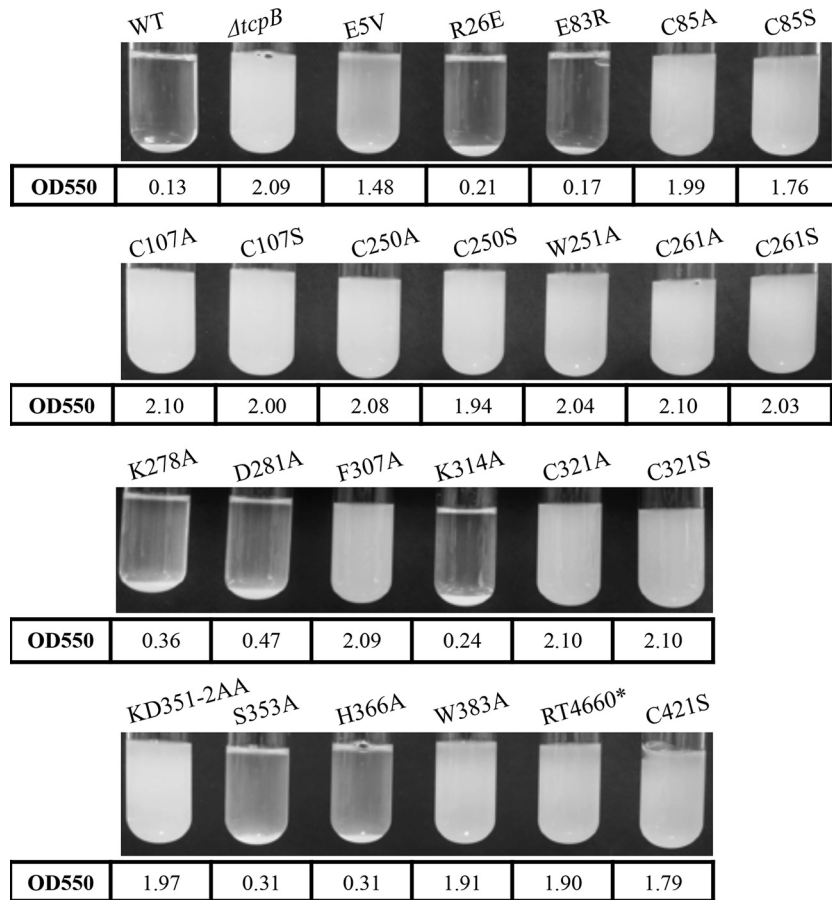 WT ΔtcpB E5V R26E E83R C85A C85S
OD550 0.13 2.09 1.48 0.21 0.17 1.99 1.76
C107A C107S C250A C250S W251A C261A C261S
OD550 2.10 2.00 2.08 1.94 2.04 2.10 2.03
K278A D281A F307A K314A C321A C321S
OD550 0.36 0.47 2.09 0.24 2.10 2.10
KD351-2AA S353A H366A W383A RT4660* C421S
OD550 1.97 0.31 0.31 1.91 1.90 1.79